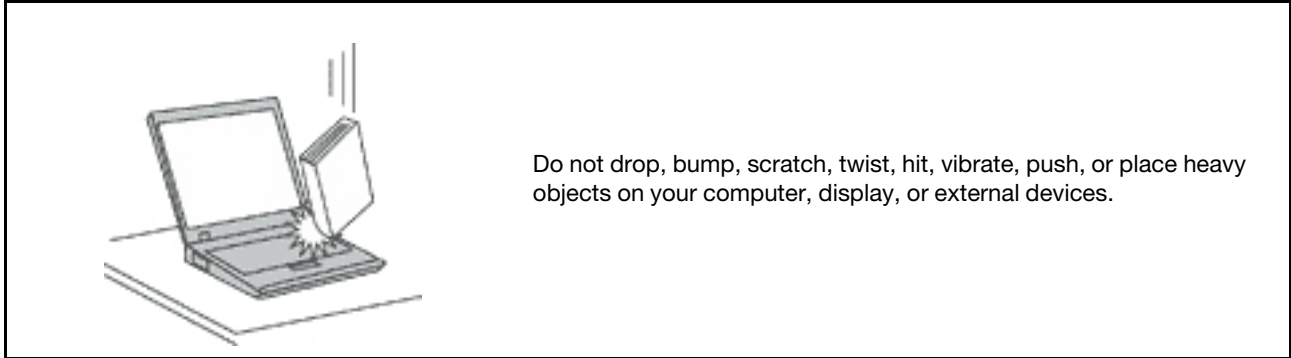 Do not drop, bump, scratch, twist, hit, vibrate, push, or place heavy
objects on your computer, display, or external devices.